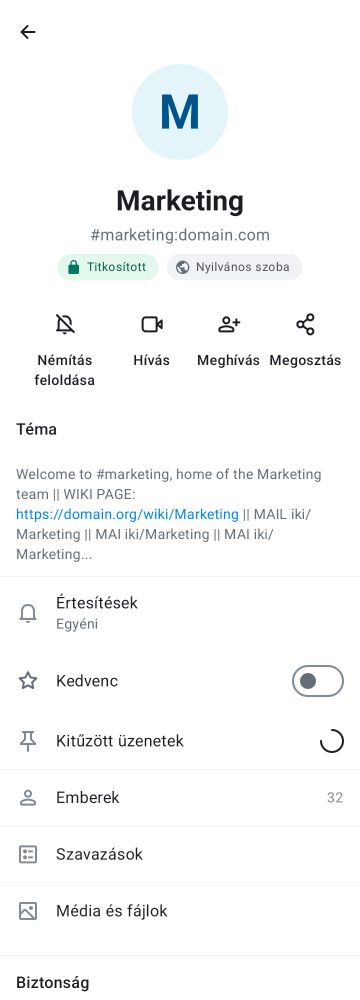 M
Marketing
#marketing:domain.com
Titkosított
Nyilvános szoba
Némítás feloldása
Hívás
Meghívás
Megosztás
Téma
Welcome to #marketing, home of the Marketing
team || WIKI PAGE:
https://domain.org/wiki/Marketing || MAIL iki/
Marketing || MAI iki/Marketing || MAI iki/
Marketing...
Értesítések
Egyéni
Kedvenc
Kitűzött üzenetek
Emberek 32
Szavazások
Média és fájlok
Biztonság